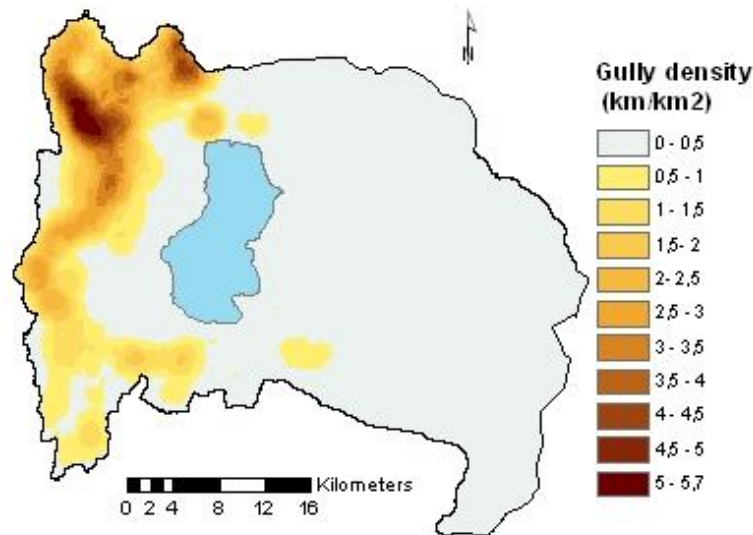 N
Gully density
(km/km2)
0 - 0,5
0,5 - 1
1 - 1,5
1,5- 2
2- 2,5
2,5 - 3
3 - 3,5
3,5 - 4
4- 4,5
4,5 - 5
5 - 5,7
Kilometers
0 2 4 8 12 16